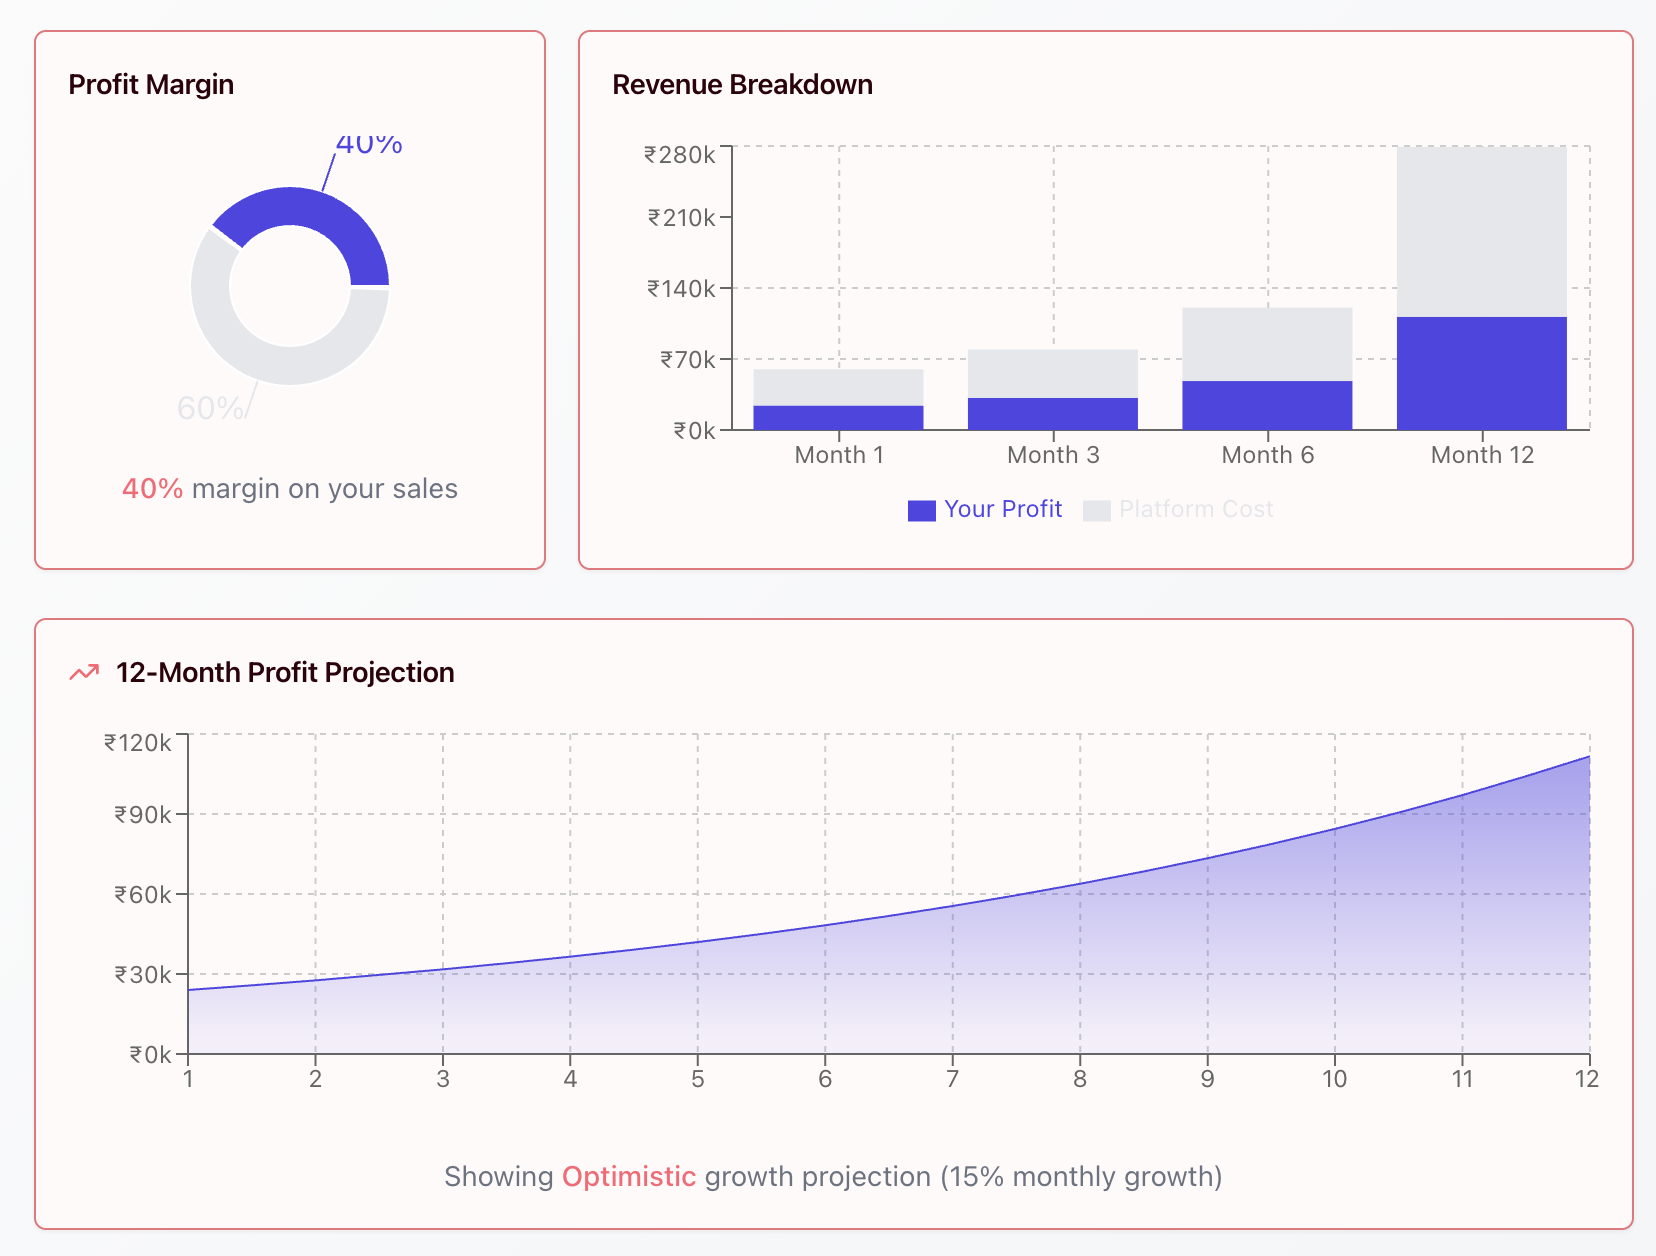 Profit Margin
40%
60%
40% margin on your sales
Revenue Breakdown
₹280k
₹210k
₹140k
₹70k
₹0k
Month 1
Month 3
Month 6
Month 12
Your Profit
Platform Cost
12-Month Profit Projection
₹120k
₹90k
₹60k
₹30k
₹0k
1
2
3
4
5
6
7
8
9
10
11
12
Showing Optimistic growth projection (15% monthly growth)